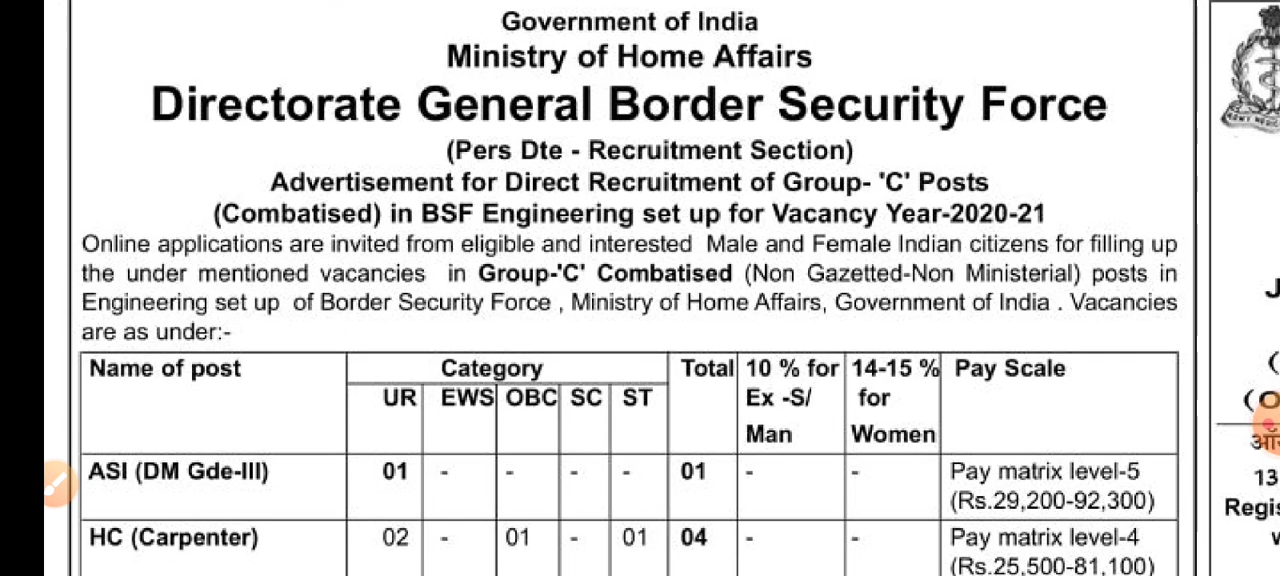 Government of India
Ministry of Home Affairs
Directorate General Border Security Force
(Pers Dte - Recruitment Section)
Advertisement for Direct Recruitment of Group- 'C' Posts
(Combatised) in BSF Engineering set up for Vacancy Year-2020-21
Online applications are invited from eligible and interested Male and Female Indian citizens for filling up
the under mentioned vacancies in Group-'C' Combatised (Non Gazetted-Non Ministerial) posts in
Engineering set up of Border Security Force , Ministry of Home Affairs, Government of India . Vacancies
are as under:-
Name of post Category Total 10 % for 14-15 % Pay Scale
UR EWS OBC SC ST Ex -S/ for
Man Women
ASI (DM Gde-III) 01 - - - - 01 - - Pay matrix level-5
(Rs.29,200-92,300)
HC (Carpenter) 02 - 01 - 01 04 - - Pay matrix level-4
(Rs.25,500-81,100)
J
(
(O
13
Regis